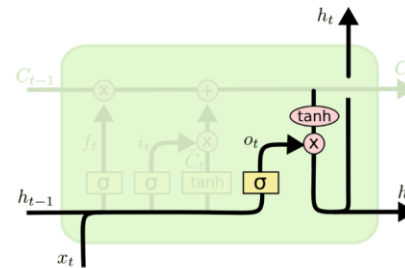 h_t
C_{t-1} C
tanh
f_t i_t o_t
C̃_t
σ σ tanh σ
h_{t-1} h
x_t